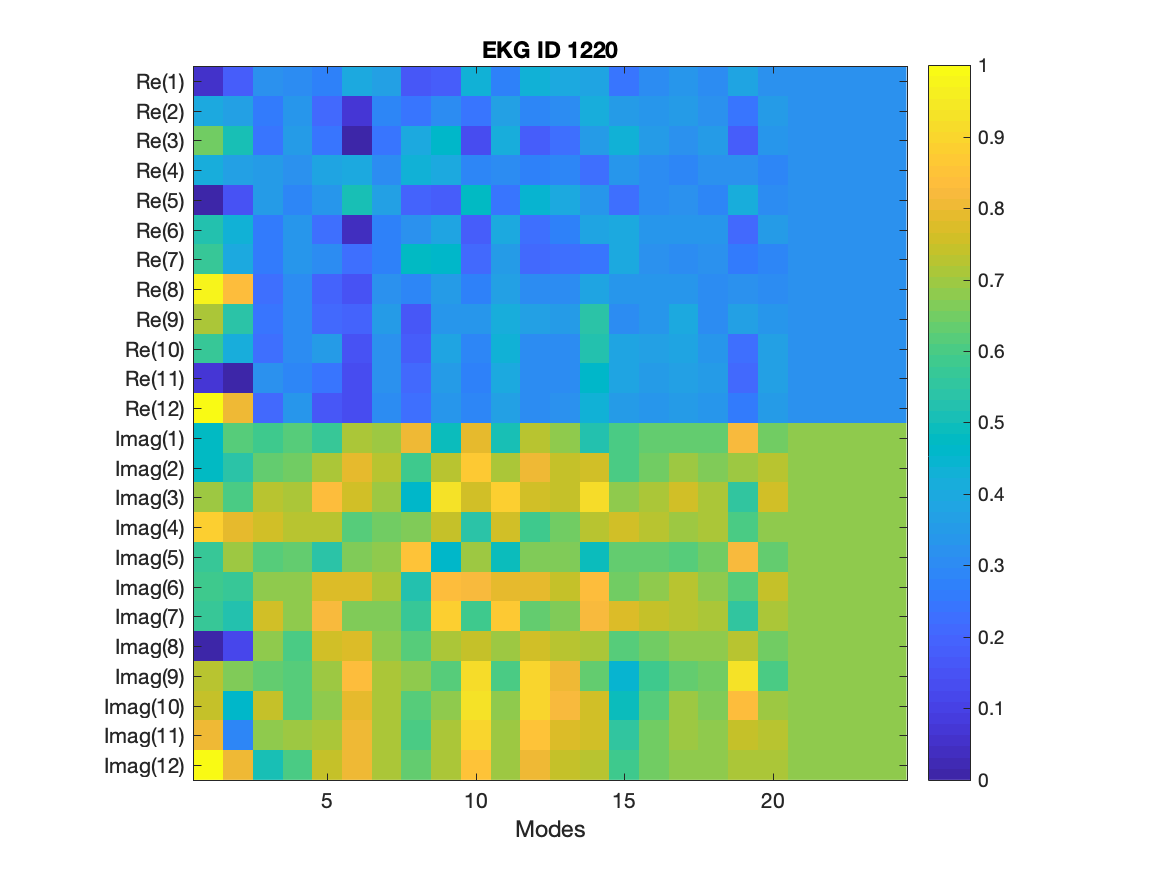 EKG ID 1220
Re(1)
Re(2)
Re(3)
Re(4)
Re(5)
Re(6)
Re(7)
Re(8)
Re(9)
Re(10)
Re(11)
Re(12)
Imag(1)
Imag(2)
Imag(3)
Imag(4)
Imag(5)
Imag(6)
Imag(7)
Imag(8)
Imag(9)
Imag(10)
Imag(11)
Imag(12)
5 10 15 20
Modes
1
0.9
0.8
0.7
0.6
0.5
0.4
0.3
0.2
0.1
0